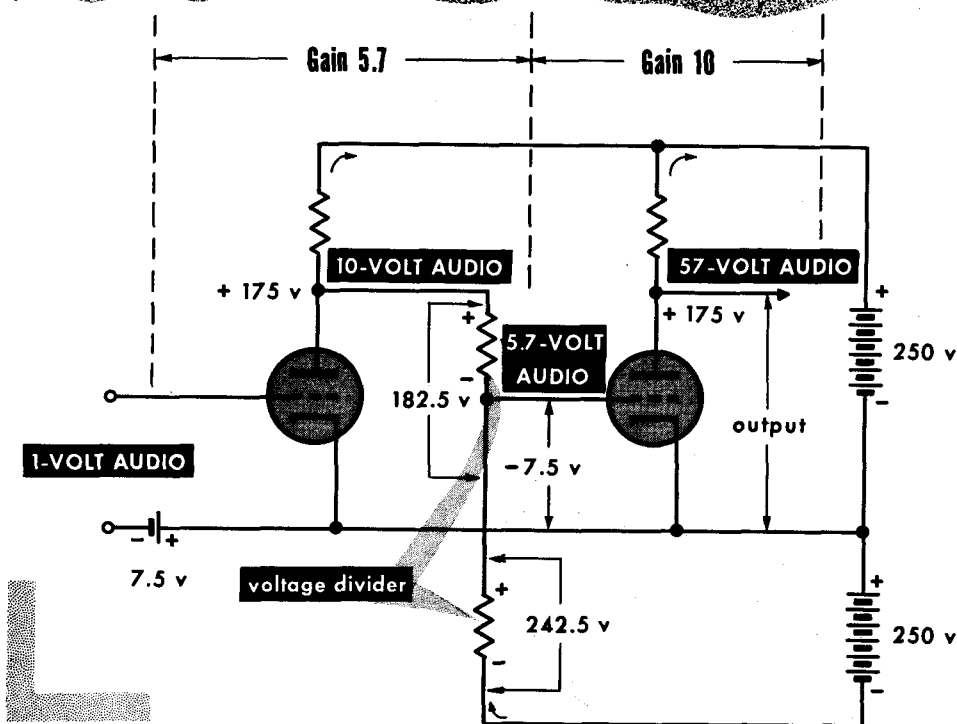 Gain 5.7
Gain 10
10-VOLT AUDIO
57-VOLT AUDIO
+ 175 v
+
+ 175 v
+
5.7-VOLT
AUDIO
250 v
-
182.5 v
-
output
1-VOLT AUDIO
-7.5 v
- +
7.5 v
voltage divider
+
242.5 v
-
+
250 v
-